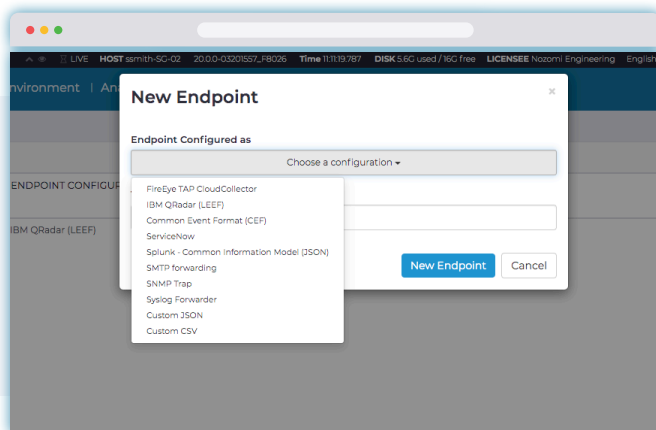 LIVE HOST ssmith-SG-02 20.0.0-03201557_F8026 Time 11:11:19.787 DISK 5.6G used / 16G free LICENSEE Nozomi Engineering English
nvironment | Ana
New Endpoint ×
Endpoint Configured as
Choose a configuration
ENDPOINT CONFIGUR
FireEye TAP CloudCollector
IBM QRadar (LEEF)
Common Event Format (CEF)
IBM QRadar (LEEF)
ServiceNow
Splunk - Common Information Model (JSON)
SMTP forwarding
New Endpoint Cancel
SNMP Trap
Syslog Forwarder
Custom JSON
Custom CSV